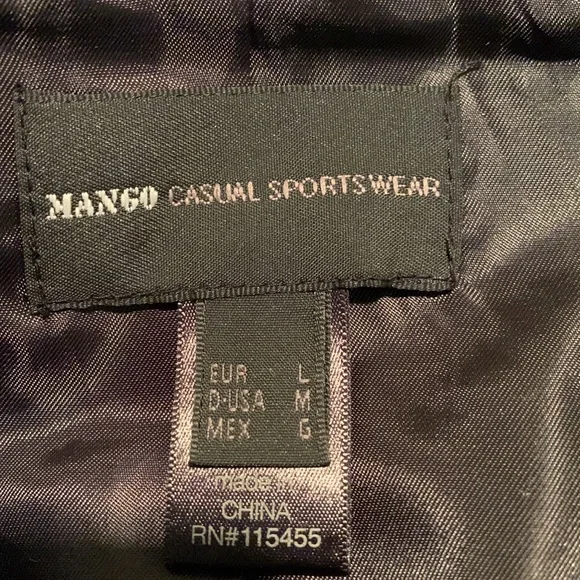 MANGO CASUAL SPORTSWEAR
EUR L
D-USA M
MEX G
made in
CHINA
RN#115455